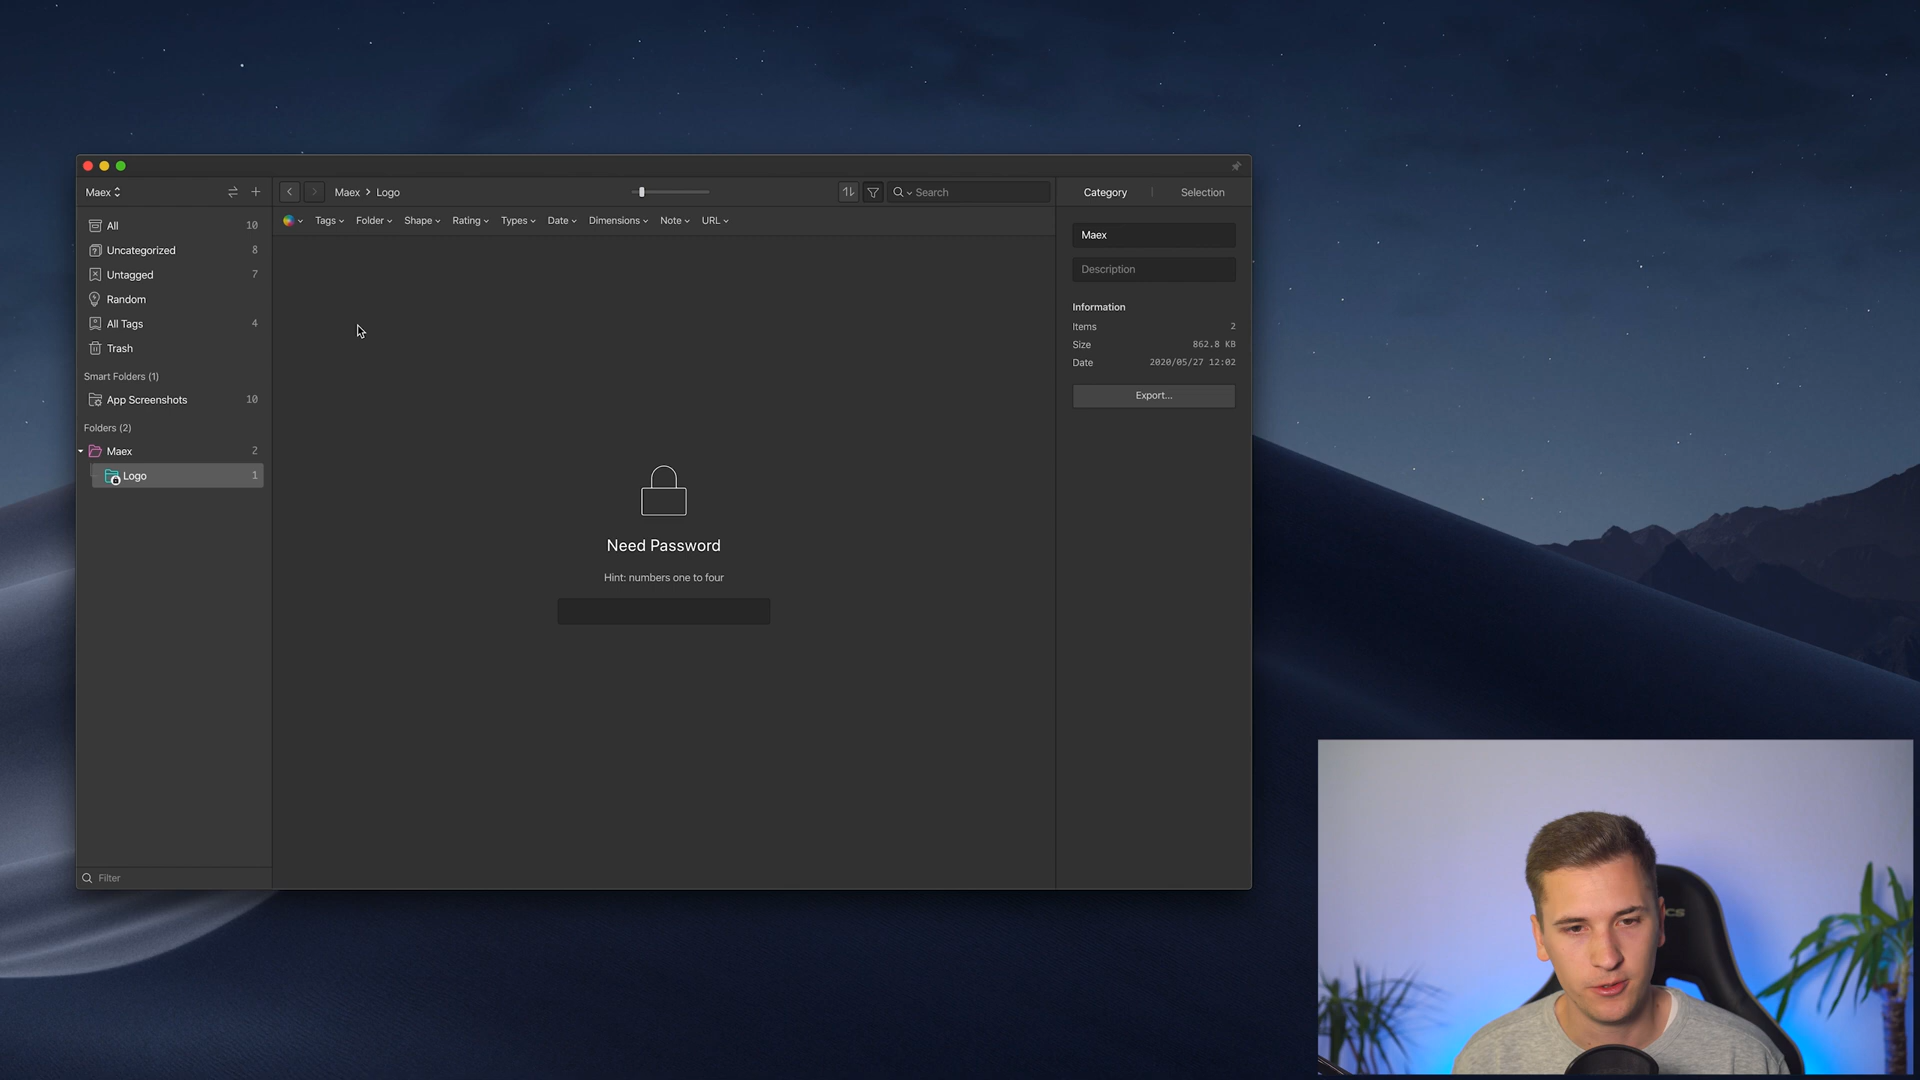 Maex
Maex > Logo
Search
Category
Selection
Tags
Folder
Shape
Rating
Types
Date
Dimensions
Note
URL
All 10
Uncategorized 8
Untagged 7
Random
All Tags 4
Trash
Smart Folders (1)
App Screenshots 10
Folders (2)
Maex 2
Logo 1
Filter
Need Password
Hint: numbers one to four
Maex
Description
Information
Items 2
Size 862.8 KB
Date 2020/05/27 12:02
Export...